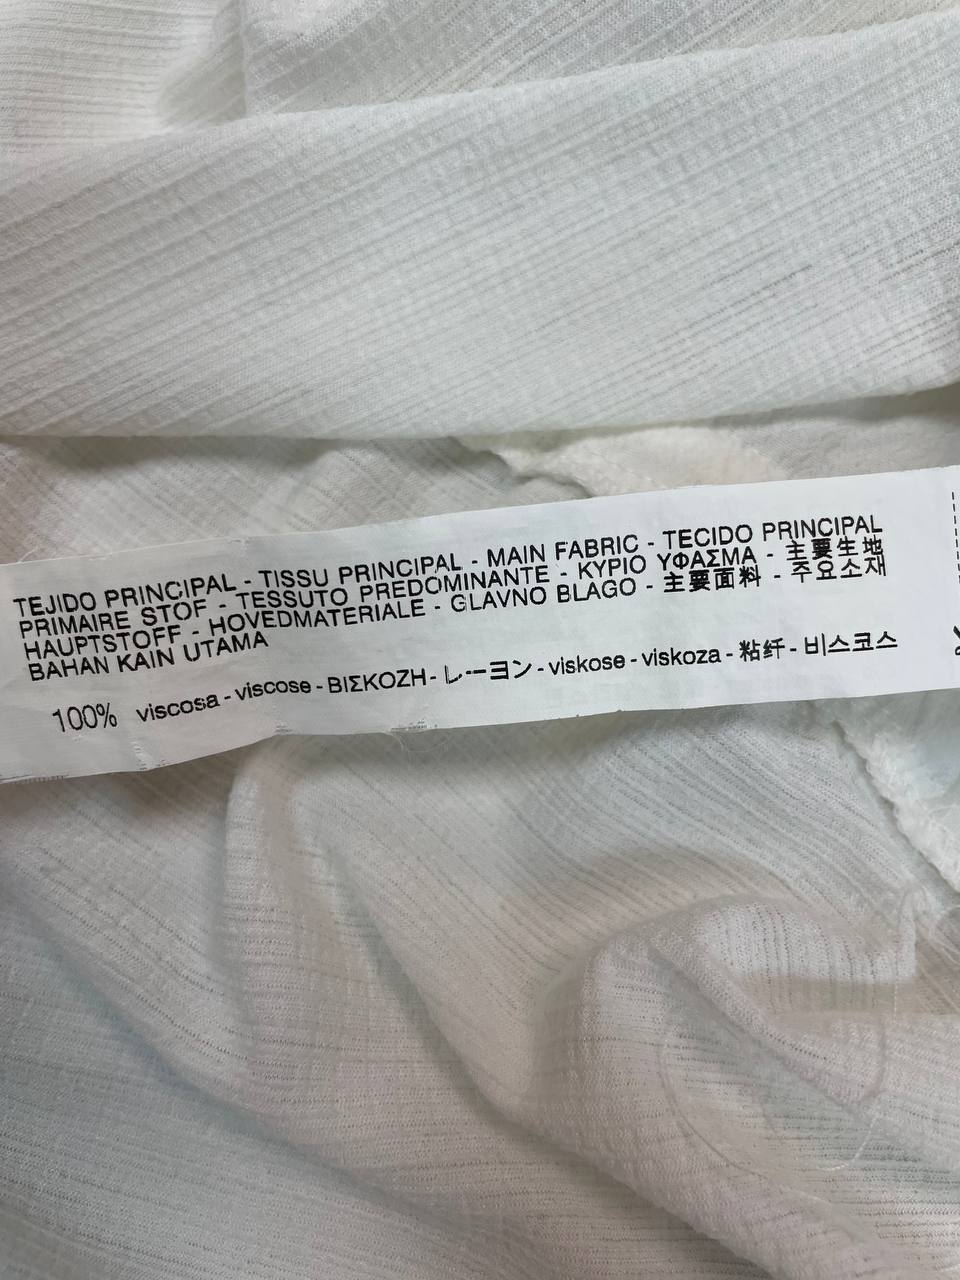 TEJIDO PRINCIPAL - TISSU PRINCIPAL - MAIN FABRIC - TECIDO PRINCIPAL
PRIMAIRE STOF - TESSUTO PREDOMINANTE - ΚΥΡΙΟ ΥΦΑΣΜΑ - 主要生地
HAUPTSTOFF - HOVEDMATERIALE - GLAVNO BLAGO - 主要面料 - 주요소재
BAHAN KAIN UTAMA
100% viscosa - viscose - ΒΙΣΚΟΖΗ - レーヨン - viskose - viskoza - 粘纤 - 비스코스